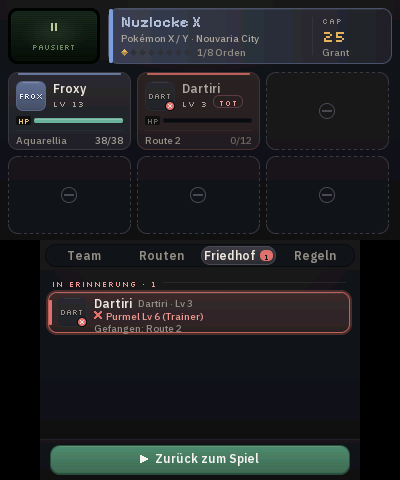 PAUSIERT
Nuzlocke X
Pokémon X / Y · Nouvaria City
1/8 Orden
CAP
25
Grant
FROX
Froxy
LV 13
HP
Aquarellia 38/38
DART
Dartiri
LV 3 TOT
HP
Route 2 0/12
Team Routen Friedhof 1 Regeln
IN ERINNERUNG · 1
DART
Dartiri Dartiri · Lv 3
Purmel Lv 6 (Trainer)
Gefangen: Route 2
Zurück zum Spiel